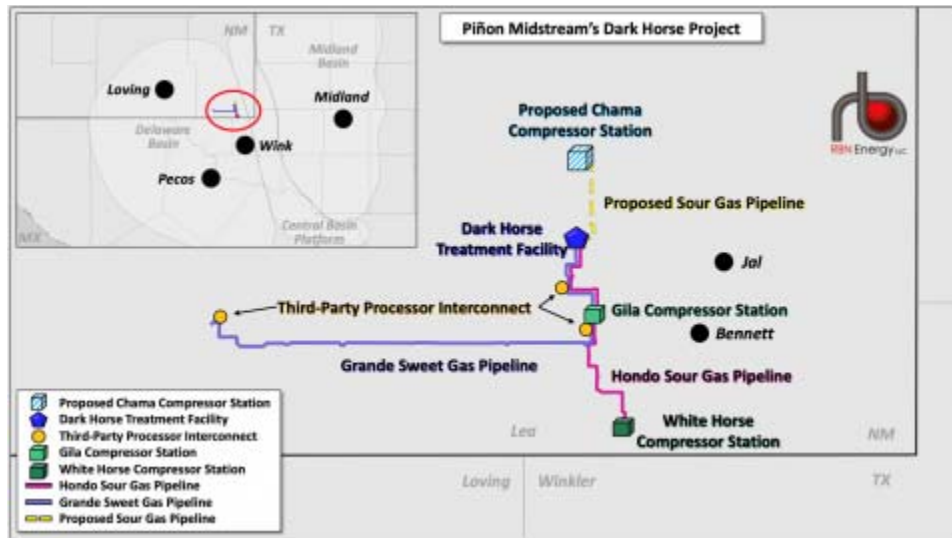 Piñon Midstream's Dark Horse Project
NM
TX
Midland
Basin
Loving
Midland
Delaware
Basin
Wink
Pecos
Central Basin
Platform
MX
RBN Energy LLC
Proposed Chama
Compressor Station
Proposed Sour Gas Pipeline
Dark Horse
Treatment Facility
Jal
Third-Party Processor Interconnect
Gila Compressor Station
Bennett
Grande Sweet Gas Pipeline
Hondo Sour Gas Pipeline
White Horse
Compressor Station
Lea
NM
Loving
Winkler
TX
Proposed Chama Compressor Station
Dark Horse Treatment Facility
Third-Party Processor Interconnect
Gila Compressor Station
White Horse Compressor Station
Hondo Sour Gas Pipeline
Grande Sweet Gas Pipeline
Proposed Sour Gas Pipeline